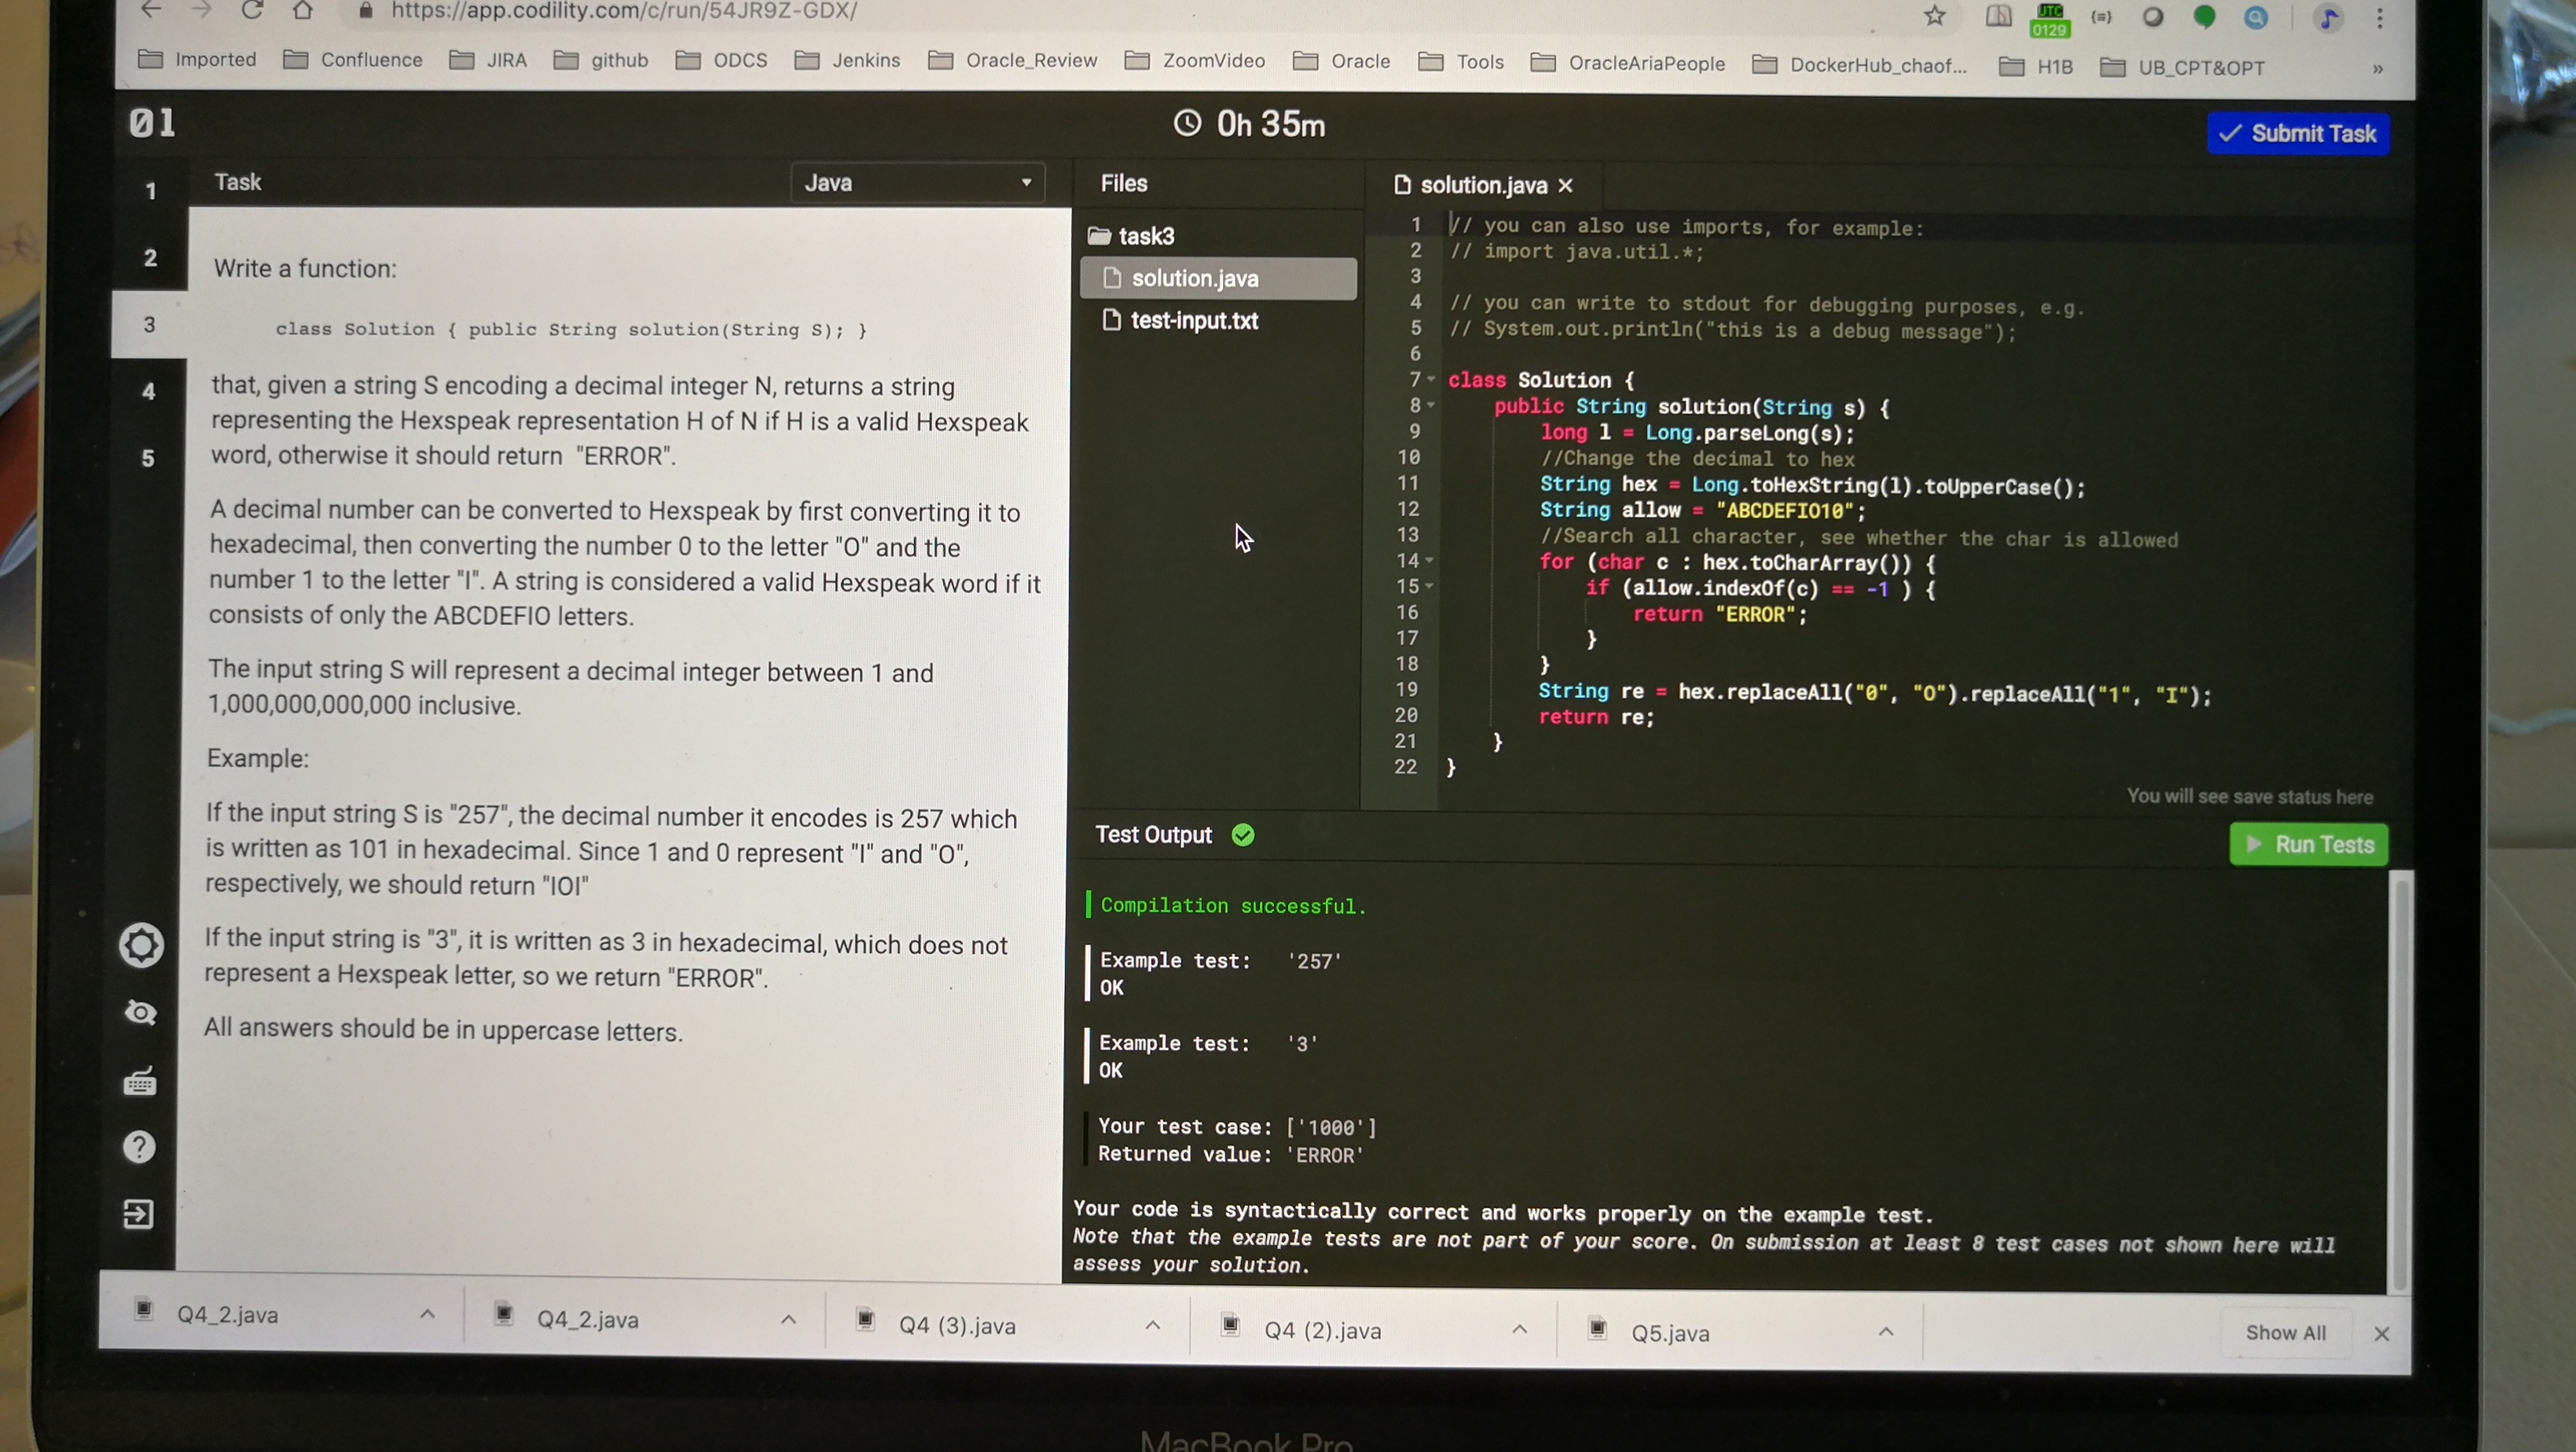 https://app.codility.com/c/run/54JR9Z-GDX/
UTC
0129
Imported Confluence JIRA github ODCS Jenkins Oracle_Review ZoomVideo Oracle Tools OracleAriaPeople DockerHub_chaof... H1B UB_CPT&OPT »
01
0h 35m
Submit Task
1
2
3
4
5
Task
Java
Write a function:
class Solution { public String solution(String S); }
that, given a string S encoding a decimal integer N, returns a string
representing the Hexspeak representation H of N if H is a valid Hexspeak
word, otherwise it should return "ERROR".
A decimal number can be converted to Hexspeak by first converting it to
hexadecimal, then converting the number 0 to the letter "O" and the
number 1 to the letter "I". A string is considered a valid Hexspeak word if it
consists of only the ABCDEFIO letters.
The input string S will represent a decimal integer between 1 and
1,000,000,000,000 inclusive.
Example:
If the input string S is "257", the decimal number it encodes is 257 which
is written as 101 in hexadecimal. Since 1 and 0 represent "I" and "O",
respectively, we should return "IOI"
If the input string is "3", it is written as 3 in hexadecimal, which does not
represent a Hexspeak letter, so we return "ERROR".
All answers should be in uppercase letters.
Files
task3
solution.java
test-input.txt
solution.java ×
1 // you can also use imports, for example:
2 // import java.util.*;
3
4 // you can write to stdout for debugging purposes, e.g.
5 // System.out.println("this is a debug message");
6
7 class Solution {
8 public String solution(String s) {
9 long l = Long.parseLong(s);
10 //Change the decimal to hex
11 String hex = Long.toHexString(l).toUpperCase();
12 String allow = "ABCDEFIO10";
13 //Search all character, see whether the char is allowed
14 for (char c : hex.toCharArray()) {
15 if (allow.indexOf(c) == -1 ) {
16 return "ERROR";
17 }
18 }
19 String re = hex.replaceAll("0", "O").replaceAll("1", "I");
20 return re;
21 }
22 }
You will see save status here
Test Output
Run Tests
Compilation successful.
Example test: '257'
OK
Example test: '3'
OK
Your test case: ['1000']
Returned value: 'ERROR'
Your code is syntactically correct and works properly on the example test.
Note that the example tests are not part of your score. On submission at least 8 test cases not shown here will
assess your solution.
Q4_2.java Q4_2.java Q4 (3).java Q4 (2).java Q5.java Show All
MacBook Pro